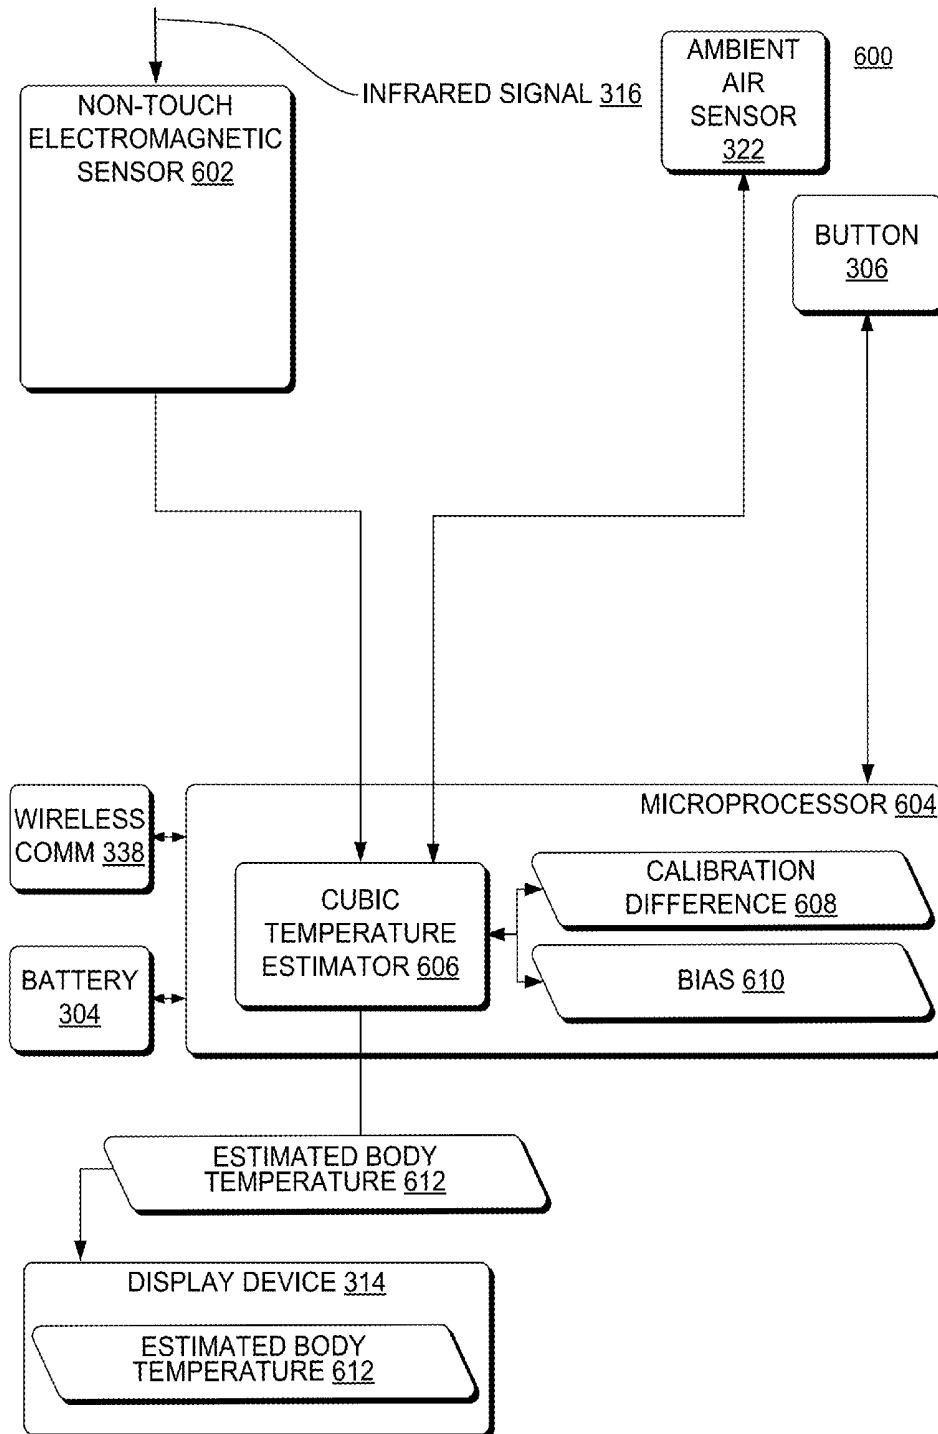 NON-TOUCH
ELECTROMAGNETIC
SENSOR 602
INFRARED SIGNAL 316
AMBIENT
AIR
SENSOR
322
600
BUTTON
306
WIRELESS
COMM 338
MICROPROCESSOR 604
CUBIC
TEMPERATURE
ESTIMATOR 606
CALIBRATION
DIFFERENCE 608
BIAS 610
BATTERY
304
ESTIMATED BODY
TEMPERATURE 612
DISPLAY DEVICE 314
ESTIMATED BODY
TEMPERATURE 612